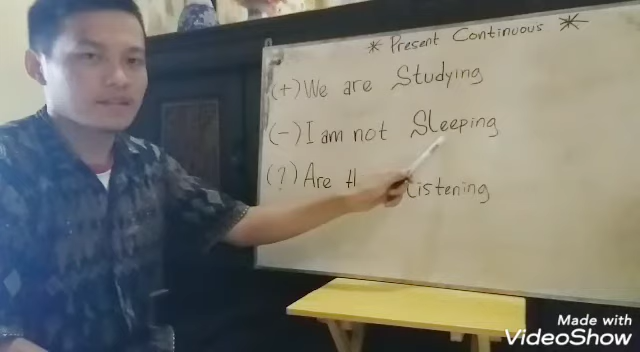 * Present Continuous *
(+) We are Studying
(-) I am not Sleeping
(?) Are Listening
Made with
VideoShow